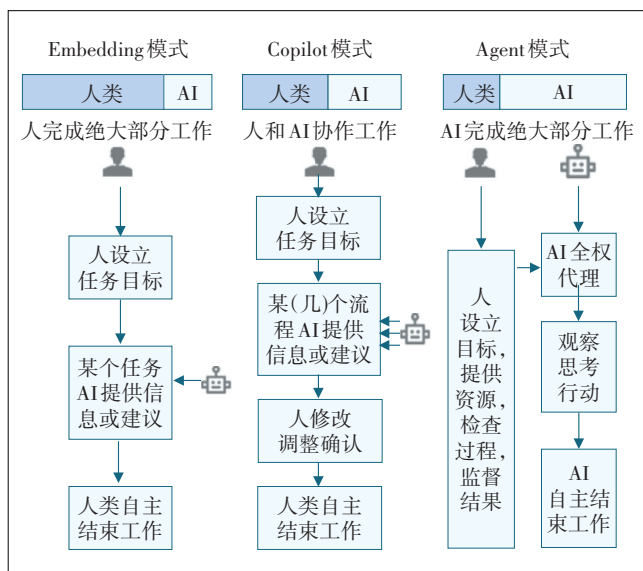 Embedding模式
人类 AI
人完成绝大部分工作
人设立
任务目标
某个任务
AI提供信
息或建议
人类自主
结束工作
Copilot模式
人类 AI
人和AI协作工作
人设立
任务目标
某(几)个流
程AI提供
信息或建议
人修改
调整确认
人类自主
结束工作
Agent模式
人类 AI
AI完成绝大部分工作
人
设立
目标，
提供
资源，
检查
过程，
监督
结果
AI全权
代理
观察
思考
行动
AI
自主结
束工作